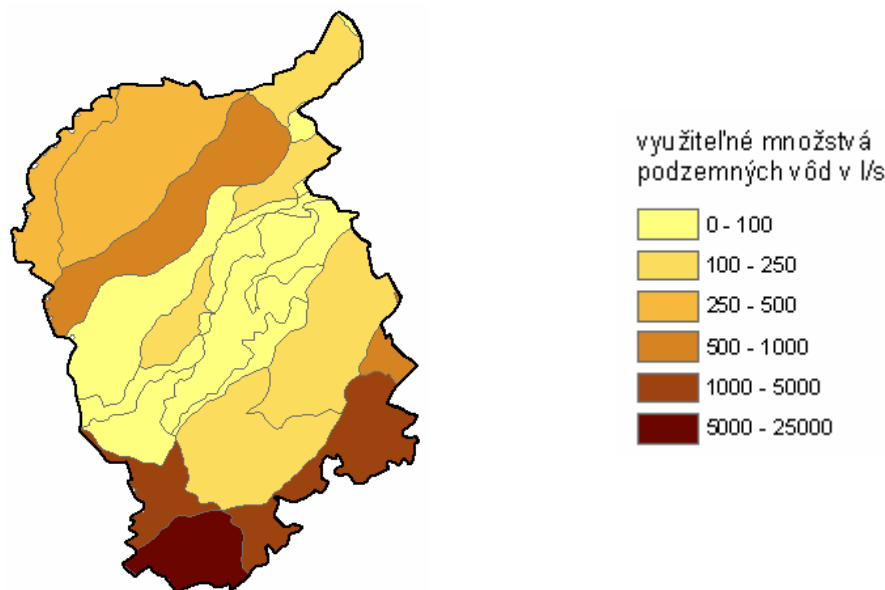 využiteľné množstvá
podzemných vôd v l/s
0 - 100
100 - 250
250 - 500
500 - 1000
1000 - 5000
5000 - 25000